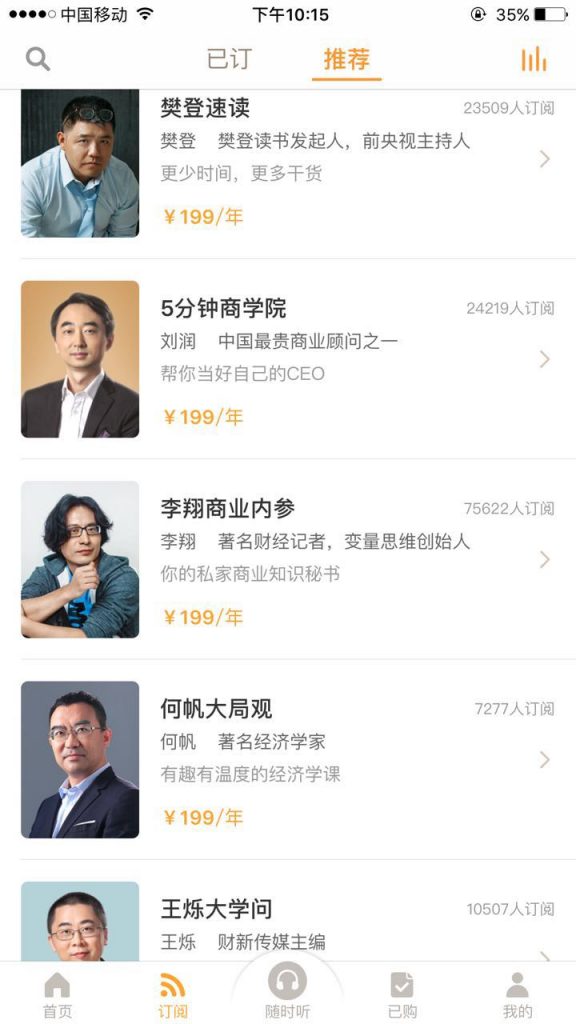 中国移动
下午10:15
35%
已订
推荐
樊登速读
23509人订阅
樊登 樊登读书发起人，前央视主持人
更少时间，更多干货
¥199/年
5分钟商学院
24219人订阅
刘润 中国最贵商业顾问之一
帮你当好自己的CEO
¥199/年
李翔商业内参
75622人订阅
李翔 著名财经记者，变量思维创始人
你的私家商业知识秘书
¥199/年
何帆大局观
7277人订阅
何帆 著名经济学家
有趣有温度的经济学课
¥199/年
王烁大学问
10507人订阅
王烁 财新传媒主编
首页
订阅
随时听
已购
我的